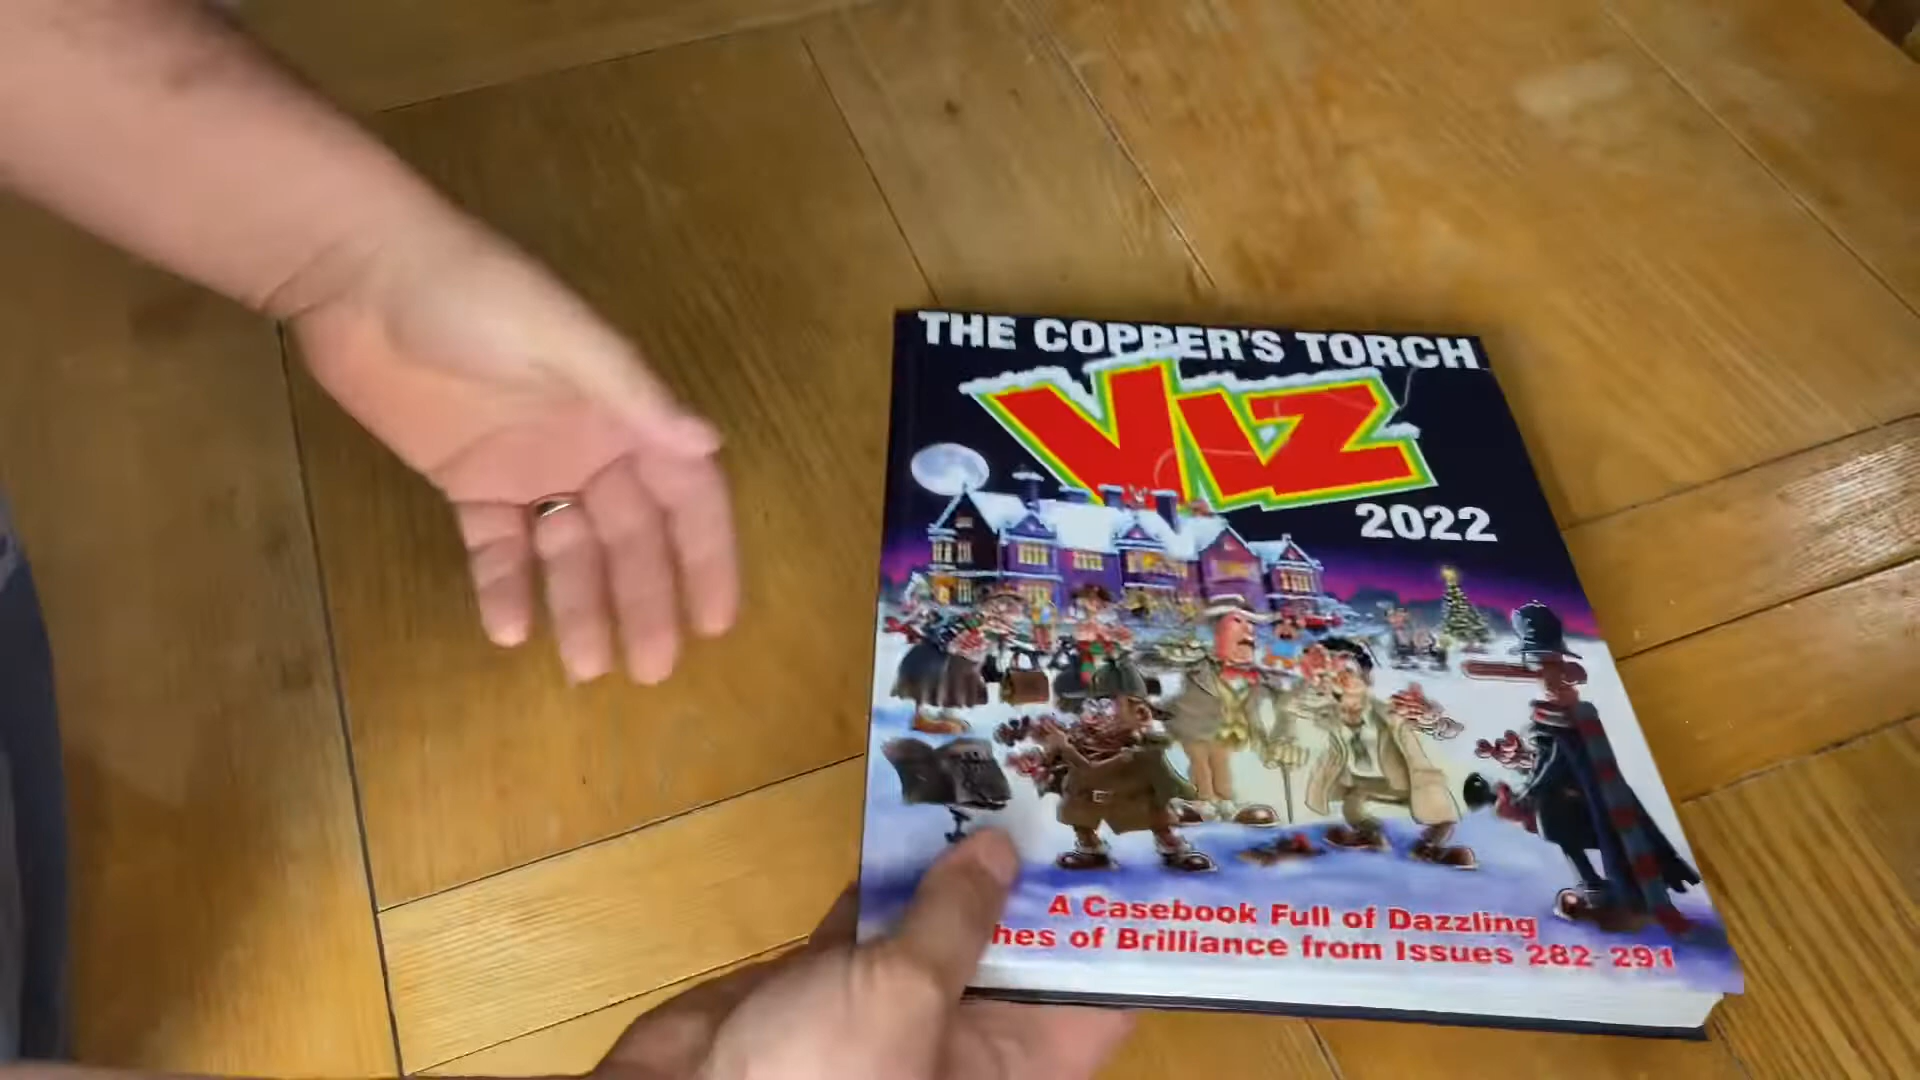 THE COPPER'S TORCH
VIZ
2022
A Casebook Full of Dazzling
hes of Brilliance from Issues 282-291